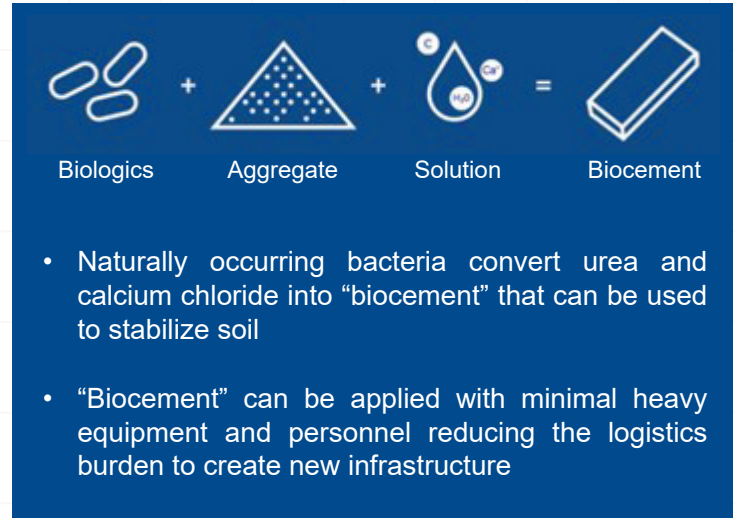 C
Ca⁺
H₂O
+ + =
Biologics Aggregate Solution Biocement
• Naturally occurring bacteria convert urea and
calcium chloride into “biocement” that can be used
to stabilize soil
• “Biocement” can be applied with minimal heavy
equipment and personnel reducing the logistics
burden to create new infrastructure